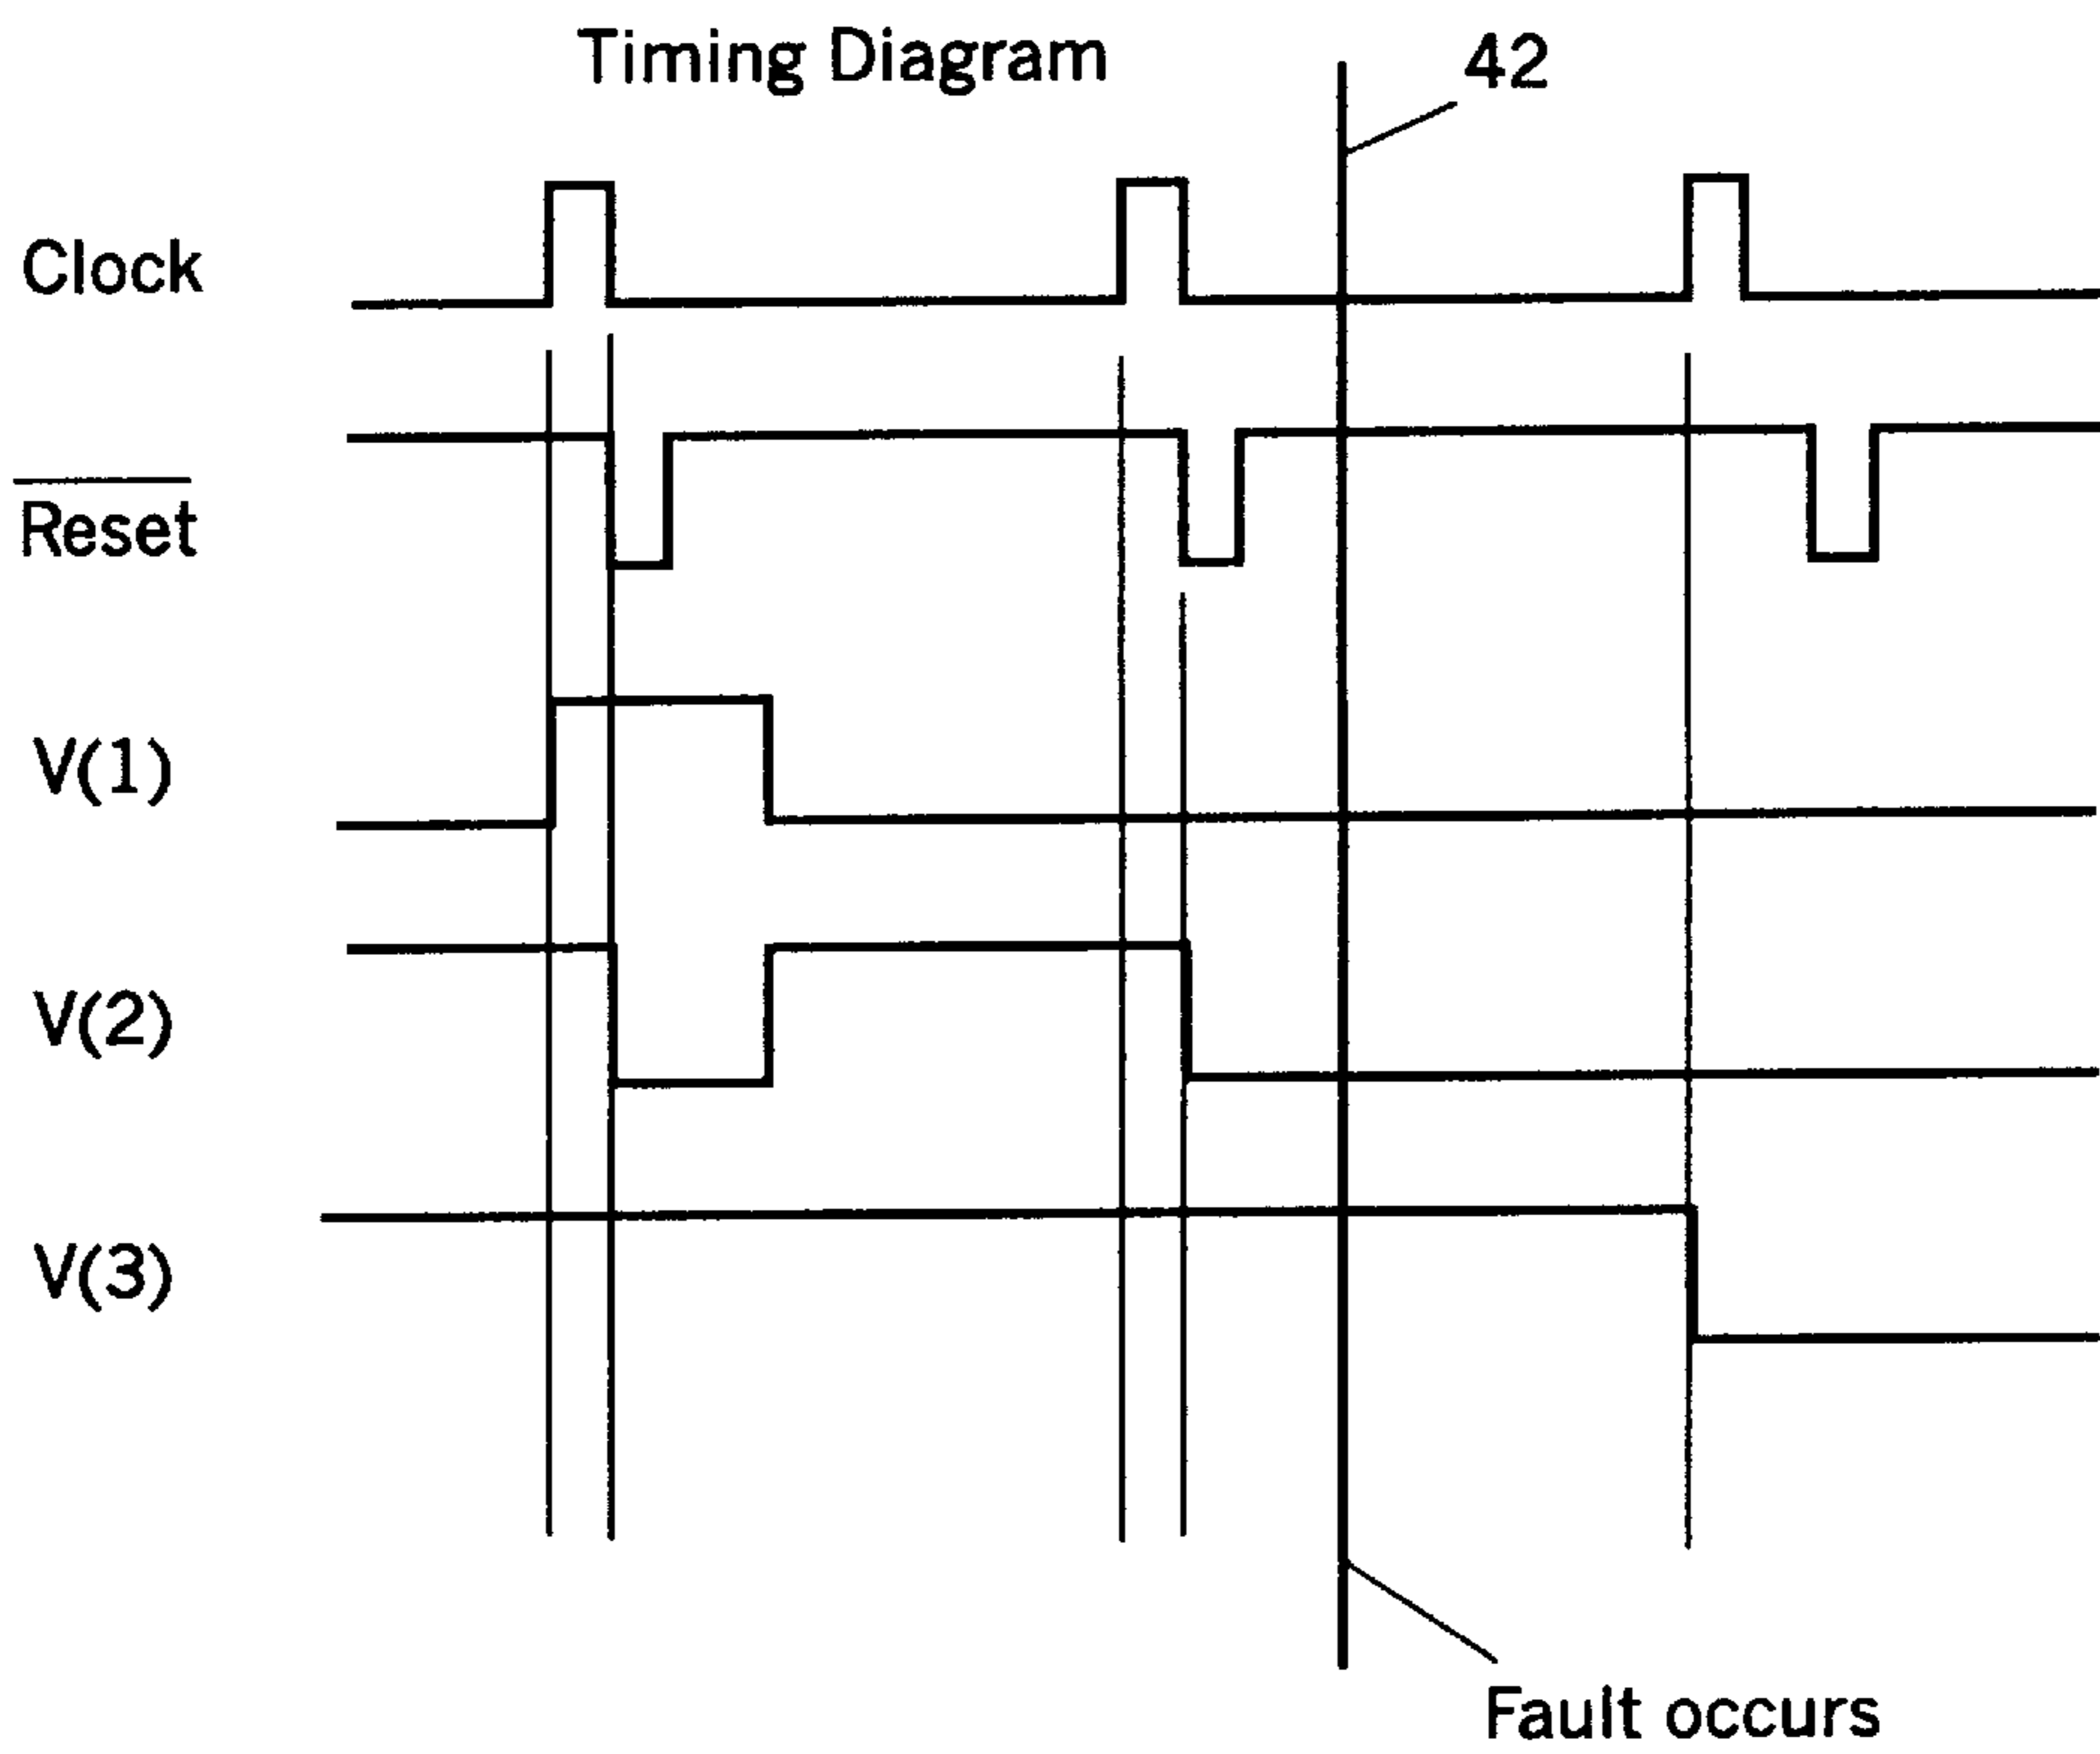 Timing Diagram
42
Clock
Reset
V(1)
V(2)
V(3)
Fault occurs